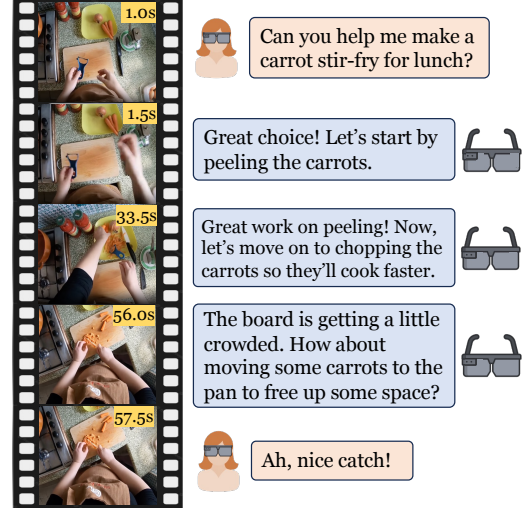 1.0s
Can you help me make a
carrot stir-fry for lunch?
1.5s
Great choice! Let's start by
peeling the carrots.
33.5s
Great work on peeling! Now,
let's move on to chopping the
carrots so they'll cook faster.
56.0s
The board is getting a little
crowded. How about
moving some carrots to the
pan to free up some space?
57.5s
Ah, nice catch!